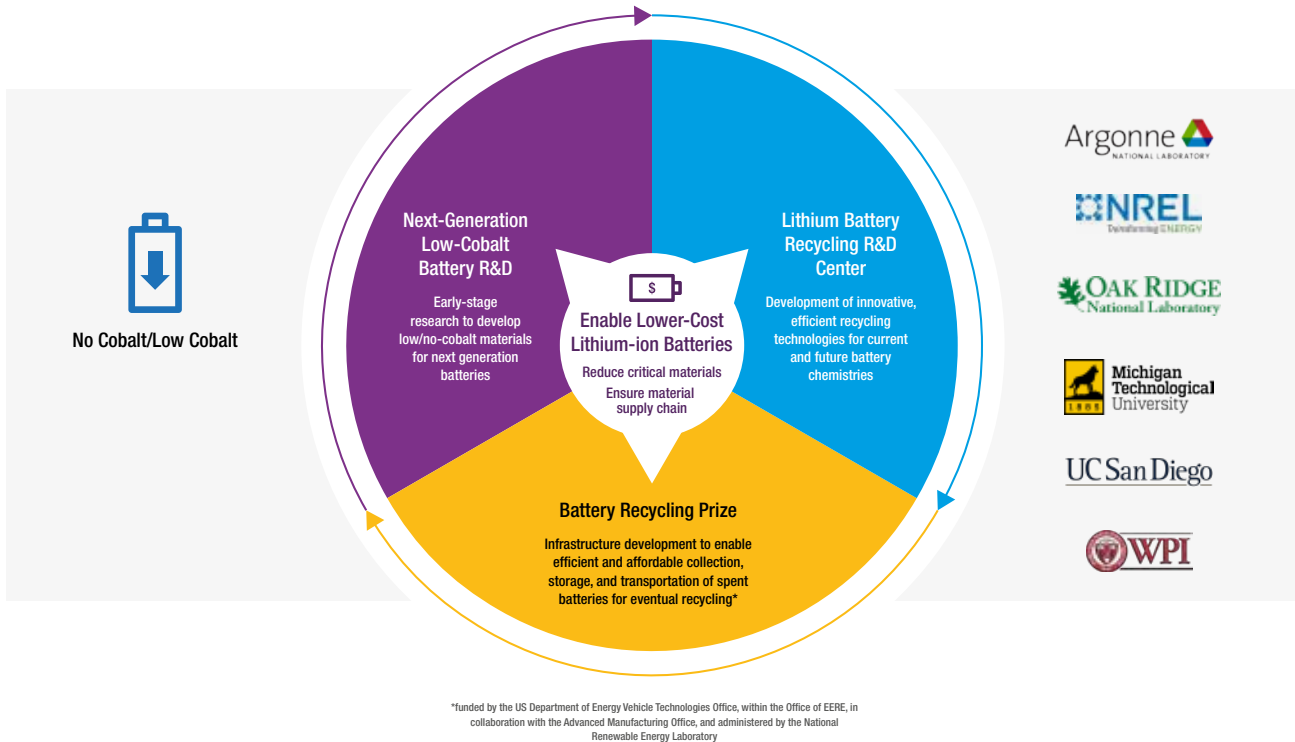 No Cobalt/Low Cobalt
Next-Generation
Low-Cobalt
Battery R&D
Early-stage
research to develop
low/no-cobalt materials
for next generation
batteries
$
Enable Lower-Cost
Lithium-ion Batteries
Reduce critical materials
Ensure material
supply chain
Lithium Battery
Recycling R&D
Center
Development of innovative,
efficient recycling
technologies for current
and future battery
chemistries
Battery Recycling Prize
Infrastructure development to enable
efficient and affordable collection,
storage, and transportation of spent
batteries for eventual recycling*
Argonne
NATIONAL LABORATORY
NREL
Transforming ENERGY
OAK RIDGE
National Laboratory
Michigan
Technological
University
1885
UC San Diego
WPI
*funded by the US Department of Energy Vehicle Technologies Office, within the Office of EERE, in
collaboration with the Advanced Manufacturing Office, and administered by the National
Renewable Energy Laboratory